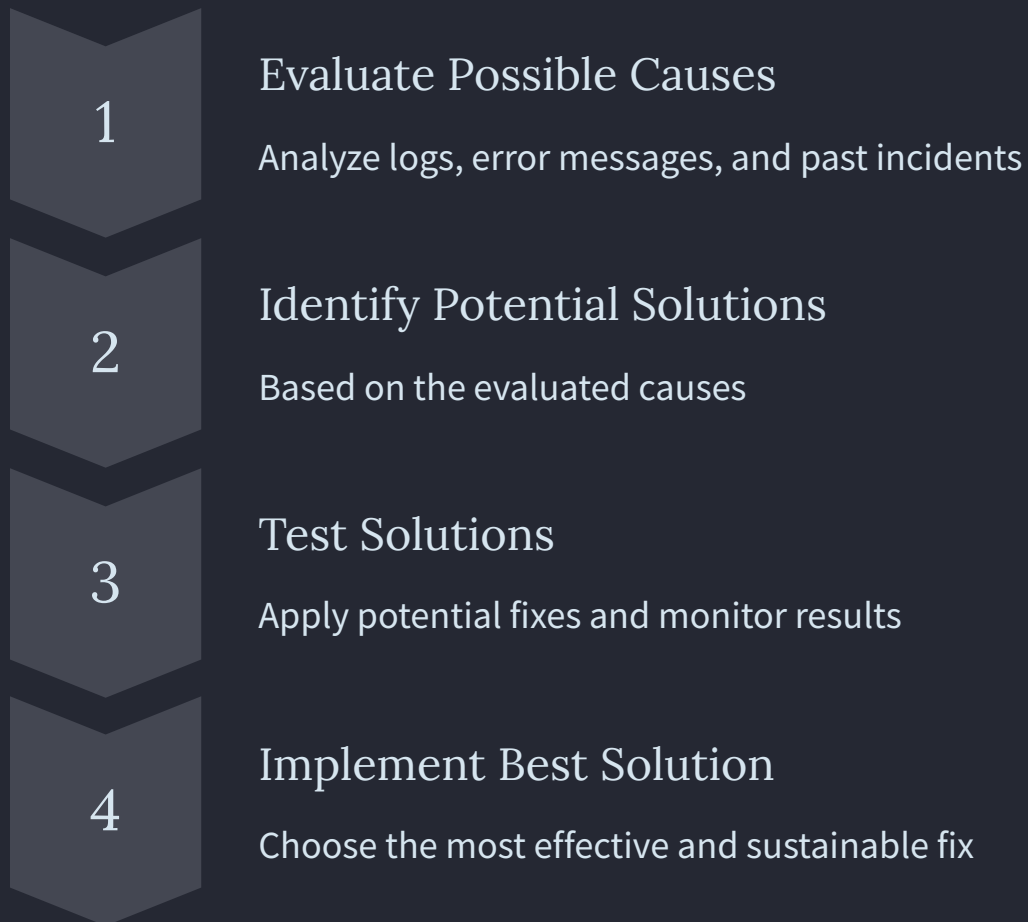 1
Evaluate Possible Causes
Analyze logs, error messages, and past incidents
2
Identify Potential Solutions
Based on the evaluated causes
3
Test Solutions
Apply potential fixes and monitor results
4
Implement Best Solution
Choose the most effective and sustainable fix